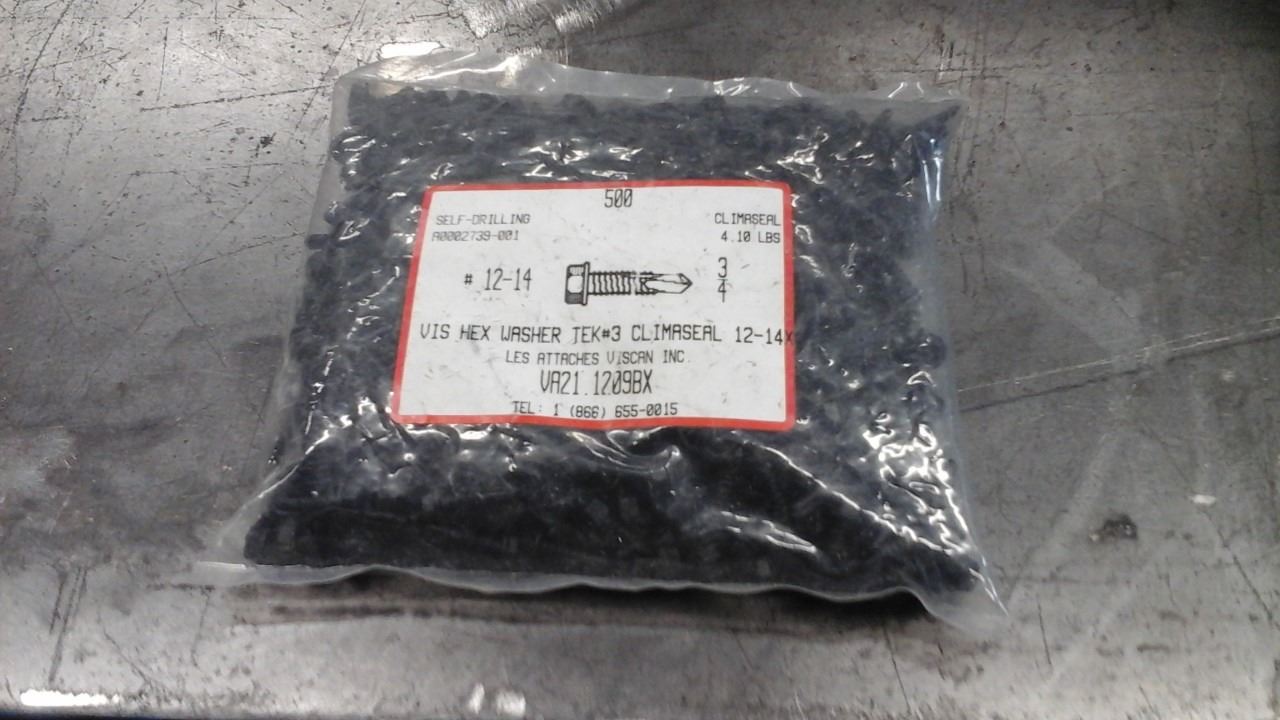 500
SELF-DRILLING CLIMASEAL
A0002739-001 4.10 LBS
# 12-14 3/4
VIS HEX WASHER TEK#3 CLIMASEAL 12-14X
LES ATTACHES VISCAN INC.
VA21.1209BX
TEL: 1 (866) 655-0015